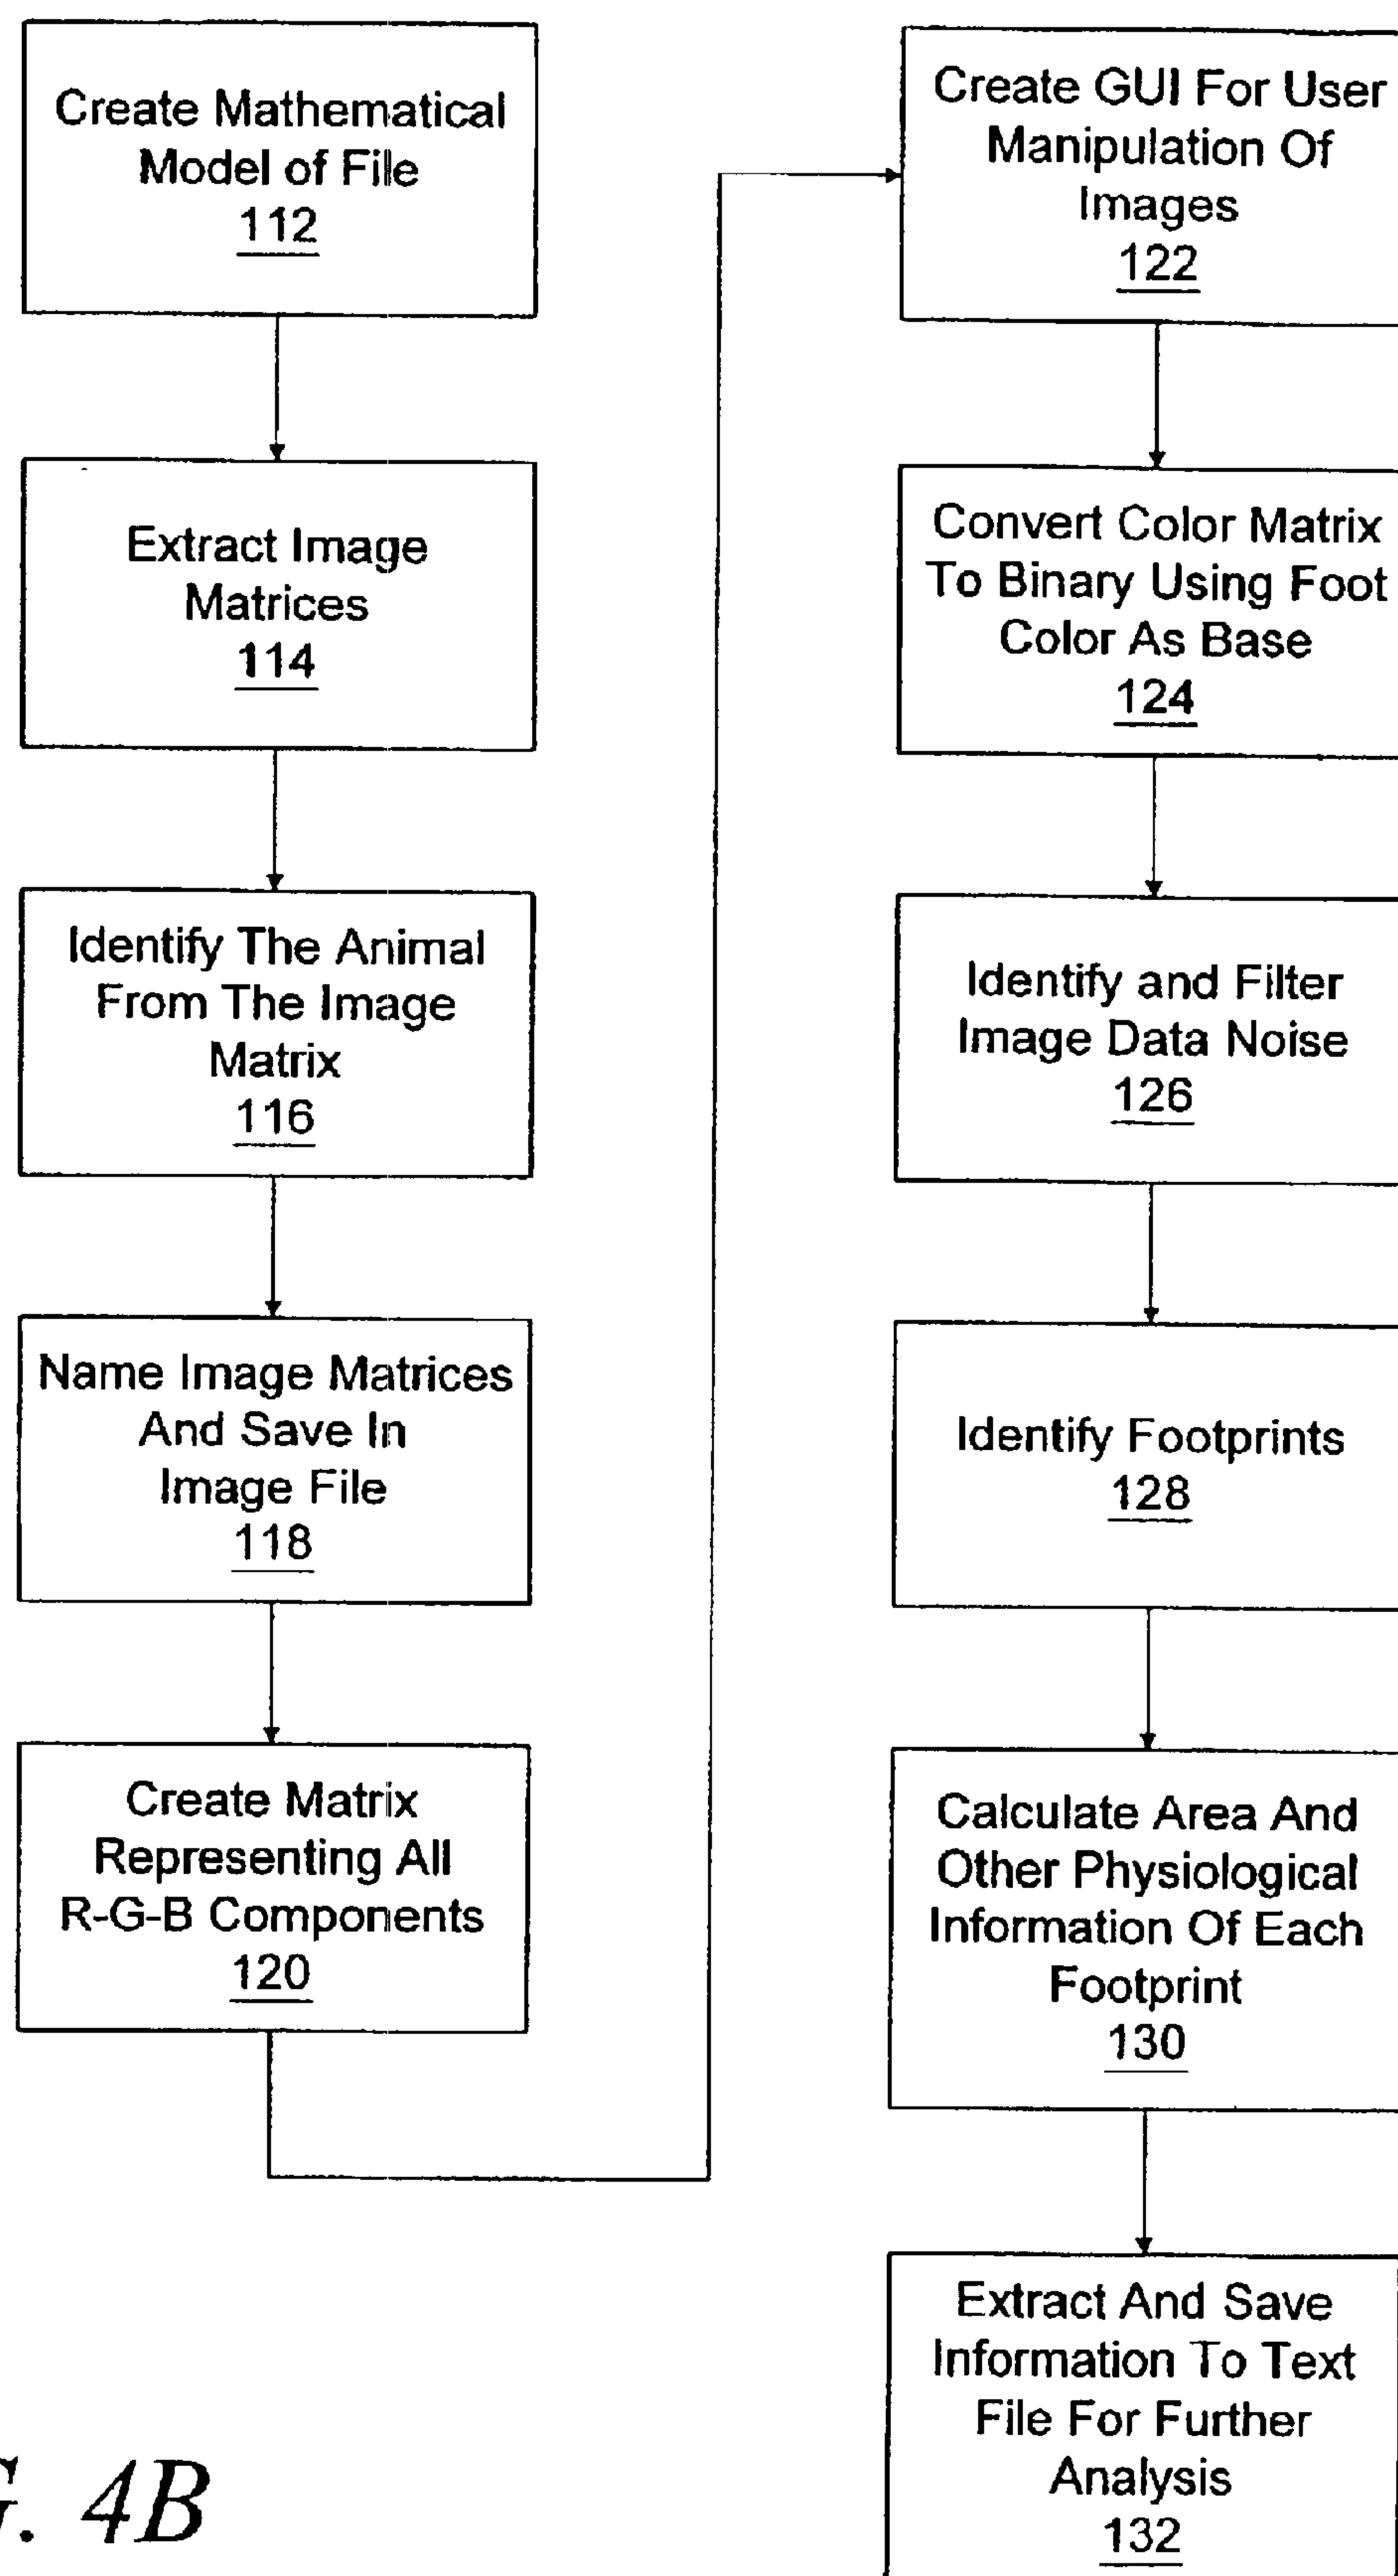 Create Mathematical
Model of File
112
Extract Image
Matrices
114
Identify The Animal
From The Image
Matrix
116
Name Image Matrices
And Save In
Image File
118
Create Matrix
Representing All
R-G-B Components
120
Create GUI For User
Manipulation Of
Images
122
Convert Color Matrix
To Binary Using Foot
Color As Base
124
Identify and Filter
Image Data Noise
126
Identify Footprints
128
Calculate Area And
Other Physiological
Information Of Each
Footprint
130
Extract And Save
Information To Text
File For Further
Analysis
132
G. 4B